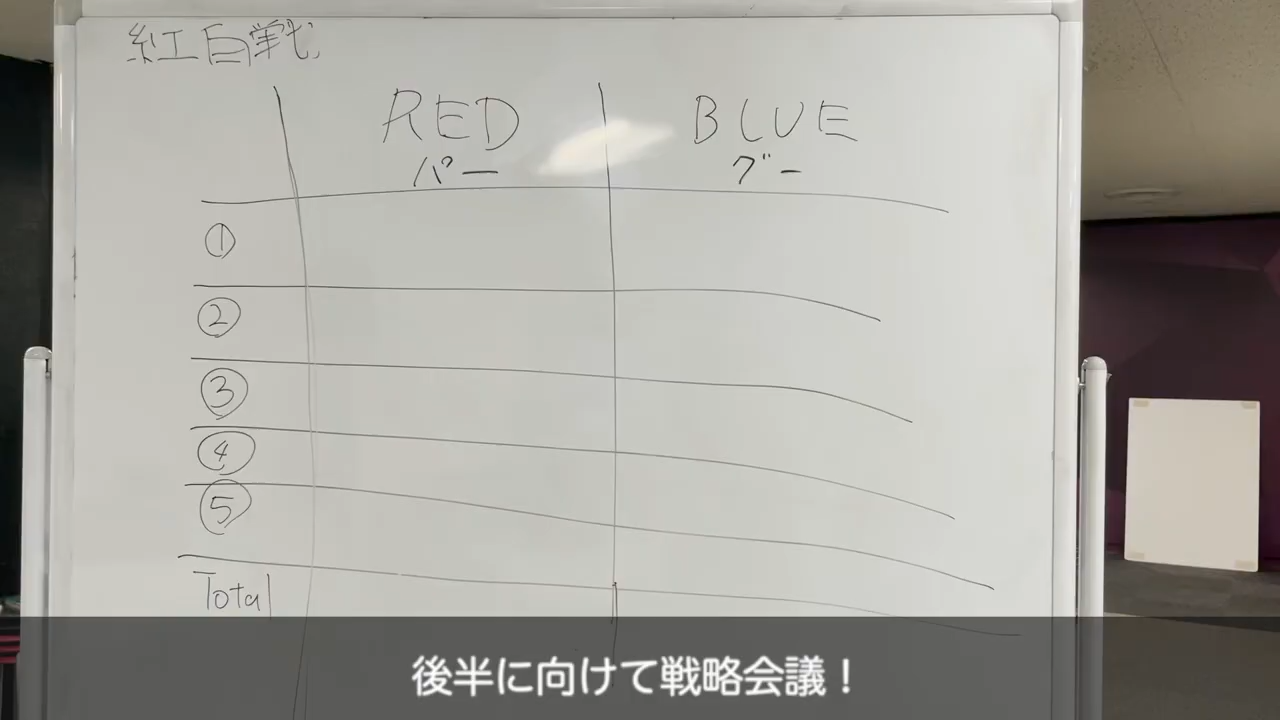 紅白戦
RED BLUE
パー グー
①
②
③
④
⑤
Total
後半に向けて戦略会議！